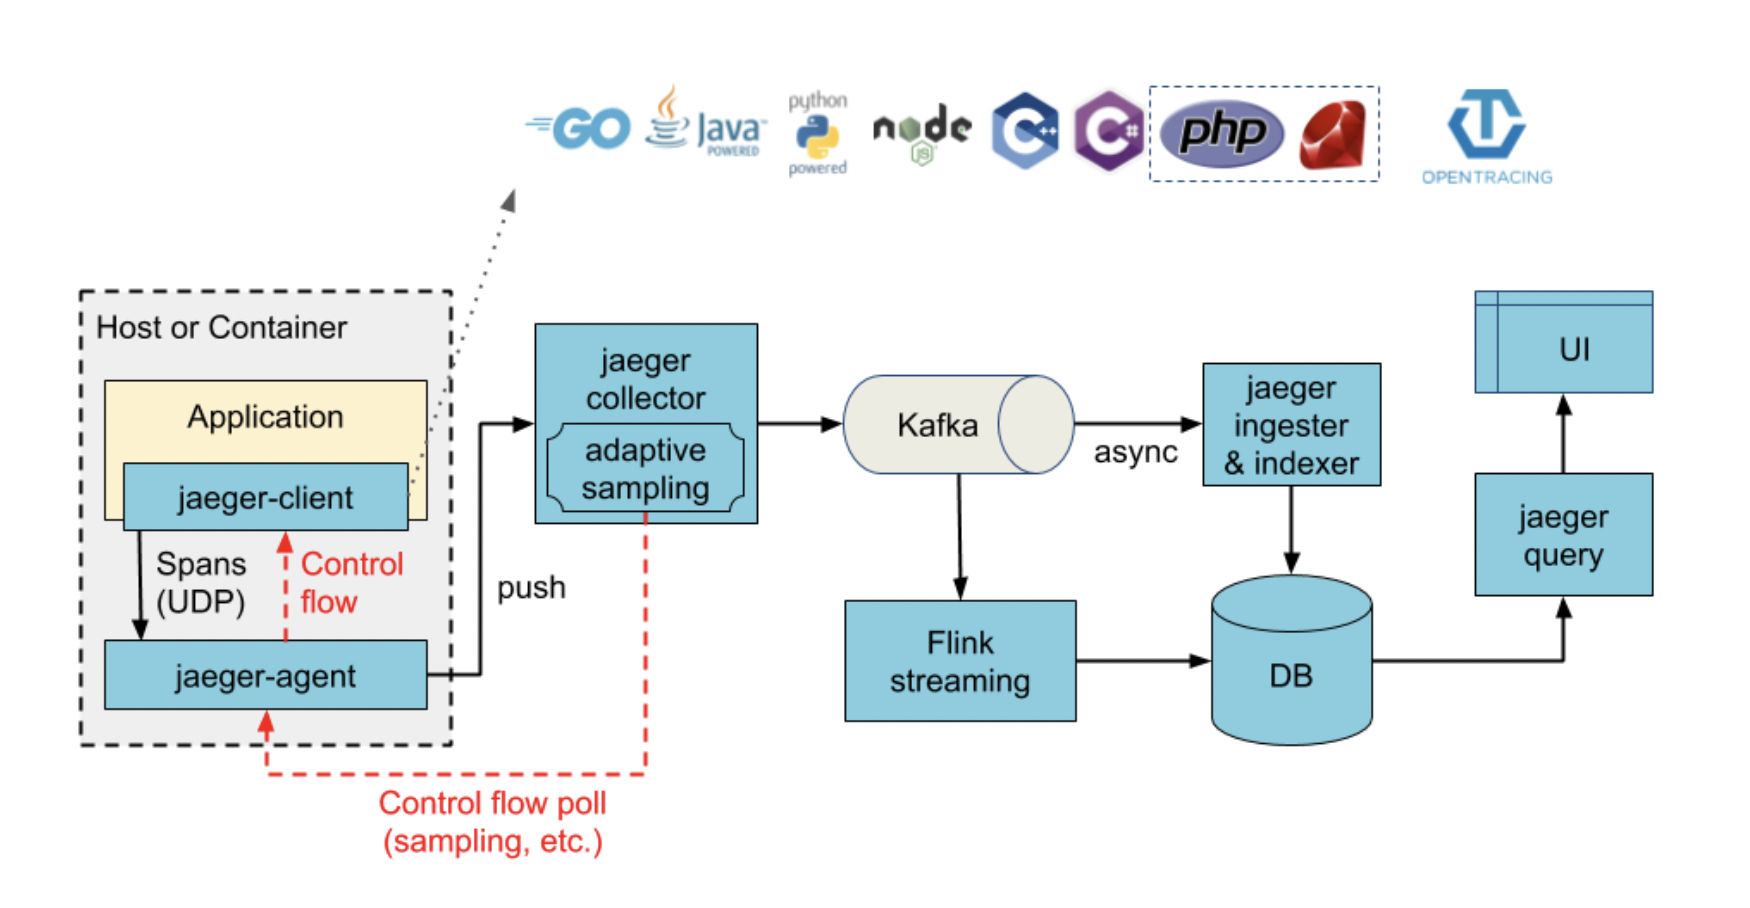 GO
Java
POWERED
python
powered
node
JS
C++
C#
php
OPENTRACING
Host or Container
Application
jaeger-client
Spans
(UDP)
Control
flow
jaeger-agent
push
Control flow poll
(sampling, etc.)
jaeger
collector
adaptive
sampling
Kafka
async
jaeger
ingester
& indexer
Flink
streaming
DB
UI
jaeger
query